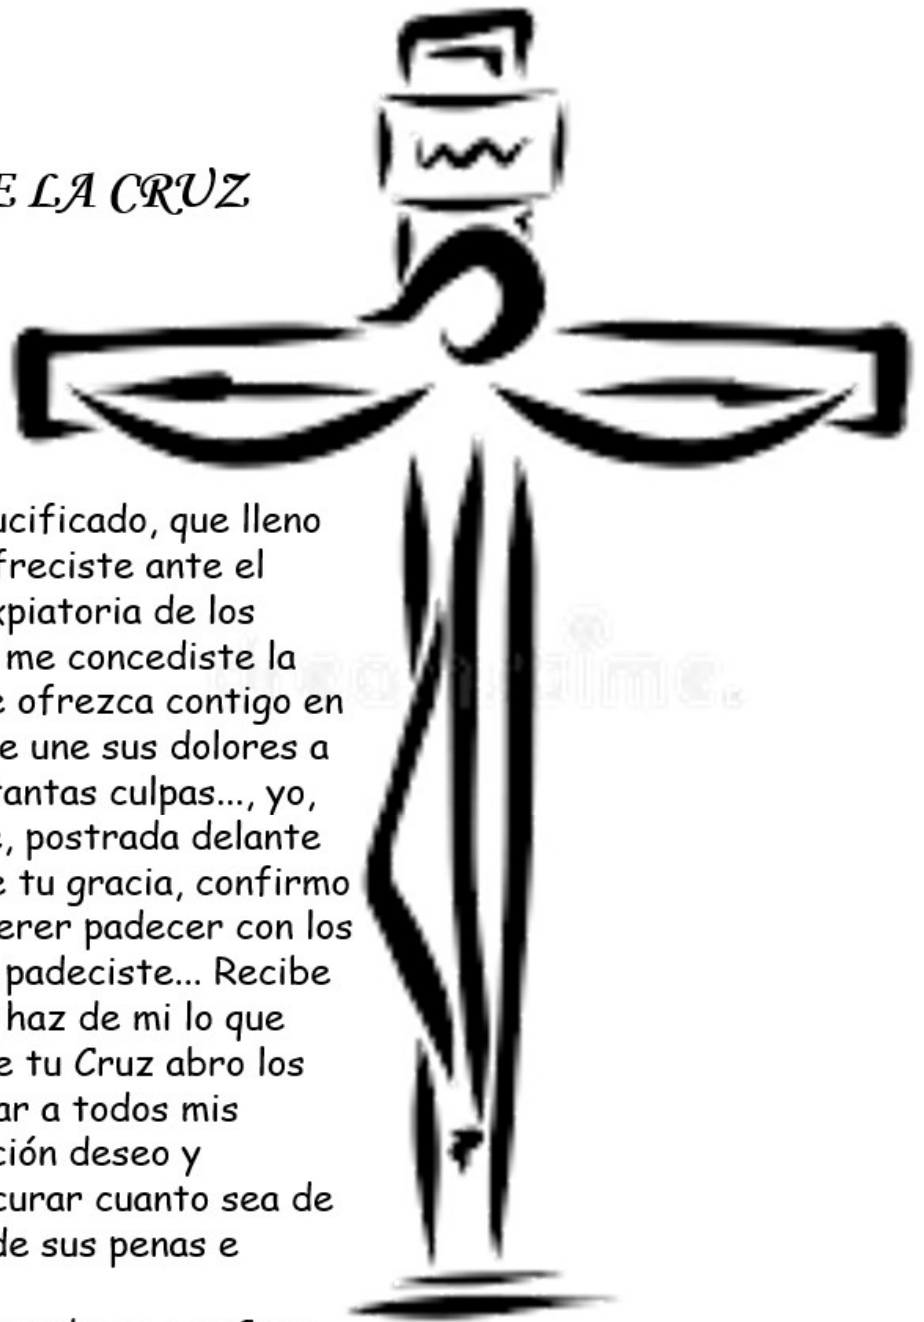 E LA CRUZ
ucificado, que lleno
freciste ante el
xpiatoria de los
me concediste la
e ofrezca contigo en
e une sus dolores a
tantas culpas..., yo,
e, postrada delante
e tu gracia, confirmo
erer padecer con los
padeciste... Recibe
haz de mi lo que
e tu Cruz abro los
ar a todos mis
ción deseo y
curar cuanto sea de
de sus penas e
dreamstime